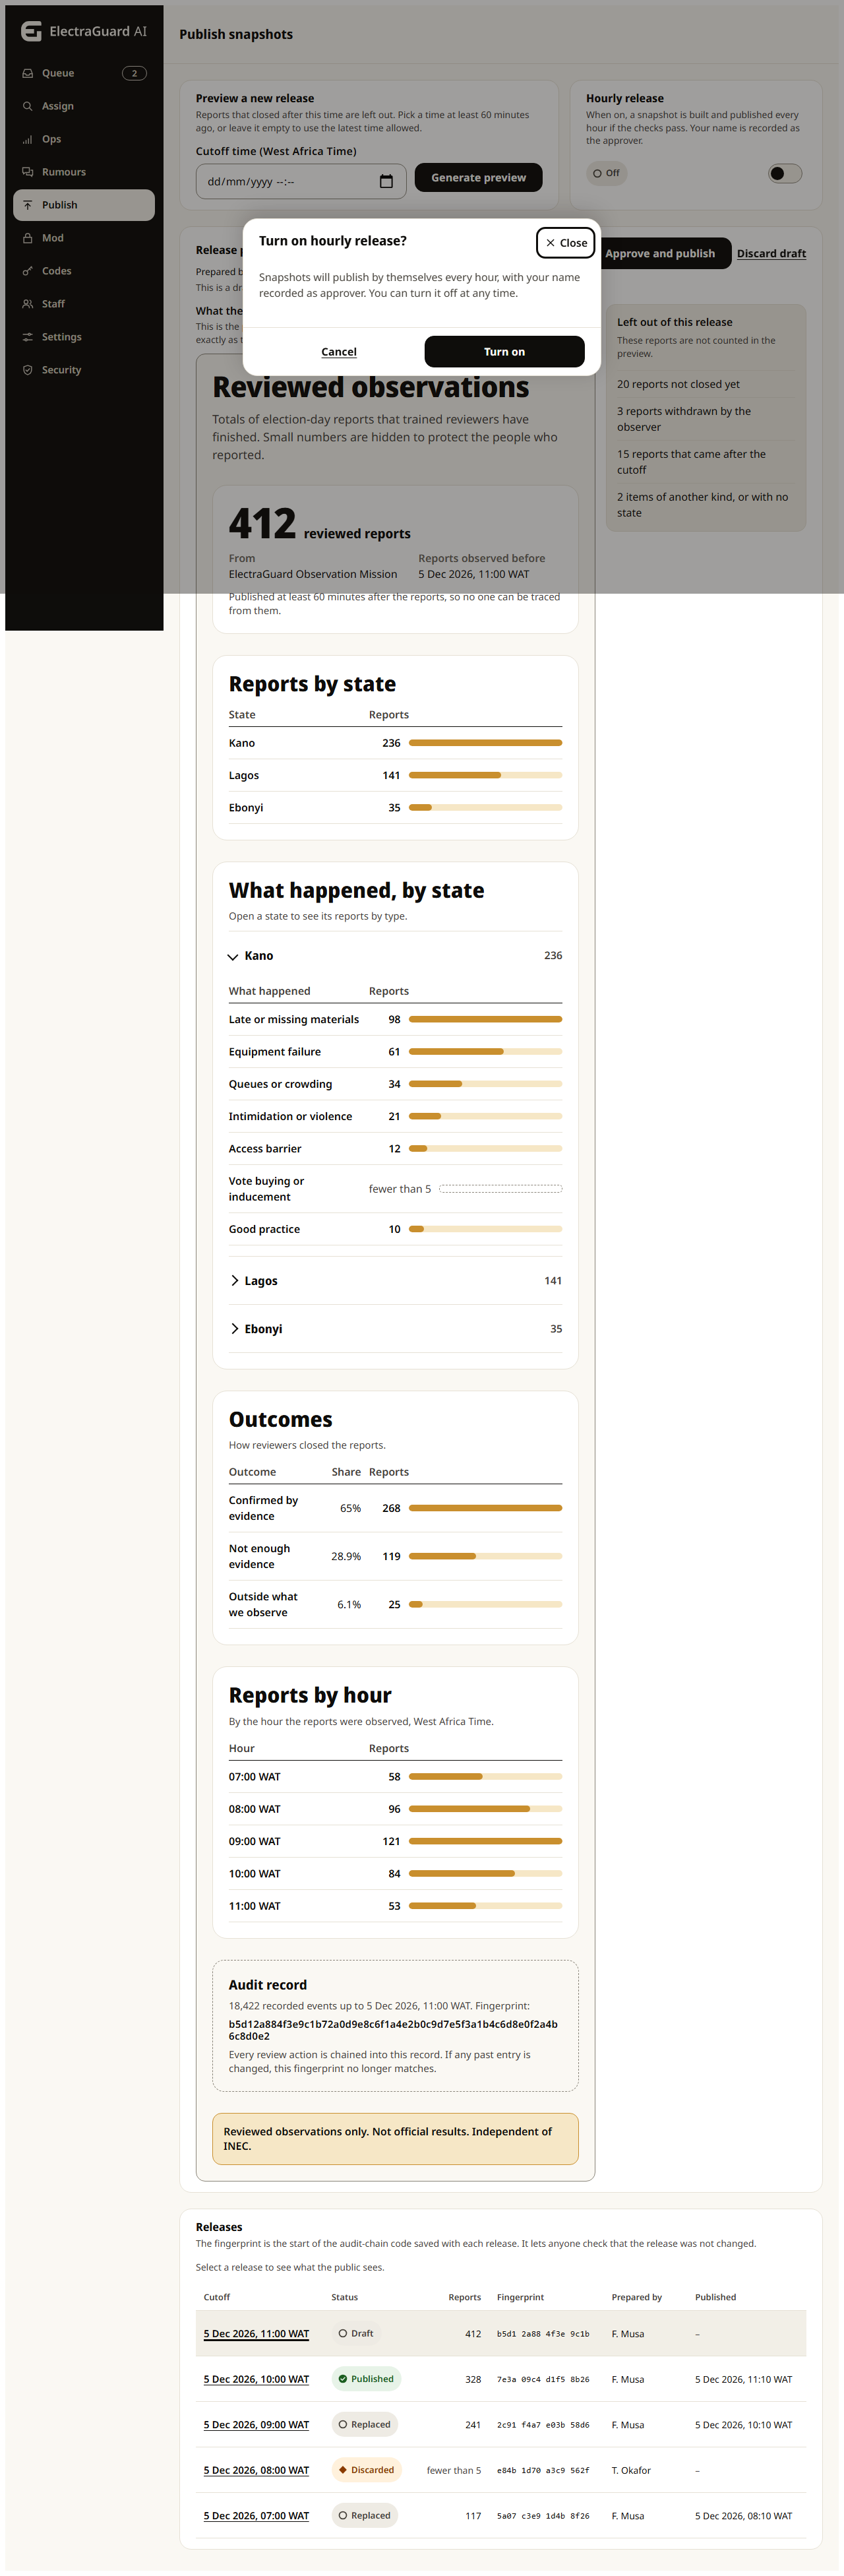 ElectraGuard AI
Queue 2
Assign
Ops
Rumours
Publish
Mod
Codes
Staff
Settings
Security
Publish snapshots
Preview a new release
Reports that closed after this time are left out. Pick a time at least 60 minutes
ago, or leave it empty to use the latest time allowed.
Cutoff time (West Africa Time)
dd/mm/yyyy --:--
Generate preview
Hourly release
When on, a snapshot is built and published every
hour if the checks pass. Your name is recorded as
the approver.
Off
Release
Prepared b
This is a dr
What the
This is the
exactly as t
Approve and publish
Discard draft
Turn on hourly release?
Close
Snapshots will publish by themselves every hour, with your name
recorded as approver. You can turn it off at any time.
Cancel
Turn on
Left out of this release
These reports are not counted in the
preview.
20 reports not closed yet
3 reports withdrawn by the
observer
15 reports that came after the
cutoff
2 items of another kind, or with no
state
Reviewed observations
Totals of election-day reports that trained reviewers have
finished. Small numbers are hidden to protect the people who
reported.
412 reviewed reports
From
ElectraGuard Observation Mission
Reports observed before
5 Dec 2026, 11:00 WAT
Published at least 60 minutes after the reports, so no one can be traced
from them.
Reports by state
State Reports
Kano 236
Lagos 141
Ebonyi 35
What happened, by state
Open a state to see its reports by type.
Kano 236
What happened Reports
Late or missing materials 98
Equipment failure 61
Queues or crowding 34
Intimidation or violence 21
Access barrier 12
Vote buying or
inducement fewer than 5
Good practice 10
Lagos 141
Ebonyi 35
Outcomes
How reviewers closed the reports.
Outcome Share Reports
Confirmed by
evidence 65% 268
Not enough
evidence 28.9% 119
Outside what
we observe 6.1% 25
Reports by hour
By the hour the reports were observed, West Africa Time.
Hour Reports
07:00 WAT 58
08:00 WAT 96
09:00 WAT 121
10:00 WAT 84
11:00 WAT 53
Audit record
18,422 recorded events up to 5 Dec 2026, 11:00 WAT. Fingerprint:
b5d12a884f3e9c1b72a0d9e8c6f1a4e2b0c9d7e5f3a1b4c6d8e0f2a4b
6c8d0e2
Every review action is chained into this record. If any past entry is
changed, this fingerprint no longer matches.
Reviewed observations only. Not official results. Independent of
INEC.
Releases
The fingerprint is the start of the audit-chain code saved with each release. It lets anyone check that the release was not changed.
Select a release to see what the public sees.
Cutoff Status Reports Fingerprint Prepared by Published
5 Dec 2026, 11:00 WAT Draft 412 b5d1 2a88 4f3e 9c1b F. Musa –
5 Dec 2026, 10:00 WAT Published 328 7e3a 09c4 d1f5 8b26 F. Musa 5 Dec 2026, 11:10 WAT
5 Dec 2026, 09:00 WAT Replaced 241 2c91 f4a7 e03b 58d6 F. Musa 5 Dec 2026, 10:10 WAT
5 Dec 2026, 08:00 WAT Discarded fewer than 5 e84b 1d70 a3c9 562f T. Okafor –
5 Dec 2026, 07:00 WAT Replaced 117 5a07 c3e9 1d4b 8f26 F. Musa 5 Dec 2026, 08:10 WAT